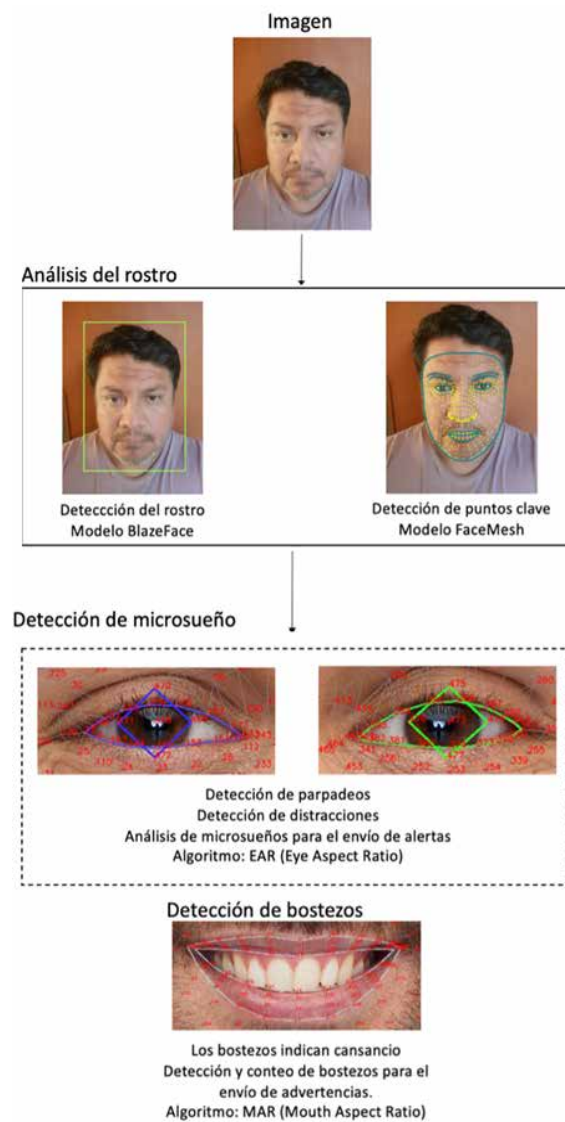 Imagen
Análisis del rostro
Deteccción del rostro
Modelo BlazeFace
Detección de puntos clave
Modelo FaceMesh
Detección de microsueño
Detección de parpadeos
Detección de distracciones
Análisis de microsueños para el envío de alertas
Algoritmo: EAR (Eye Aspect Ratio)
Detección de bostezos
Los bostezos indican cansancio
Detección y conteo de bostezos para el
envío de advertencias.
Algoritmo: MAR (Mouth Aspect Ratio)